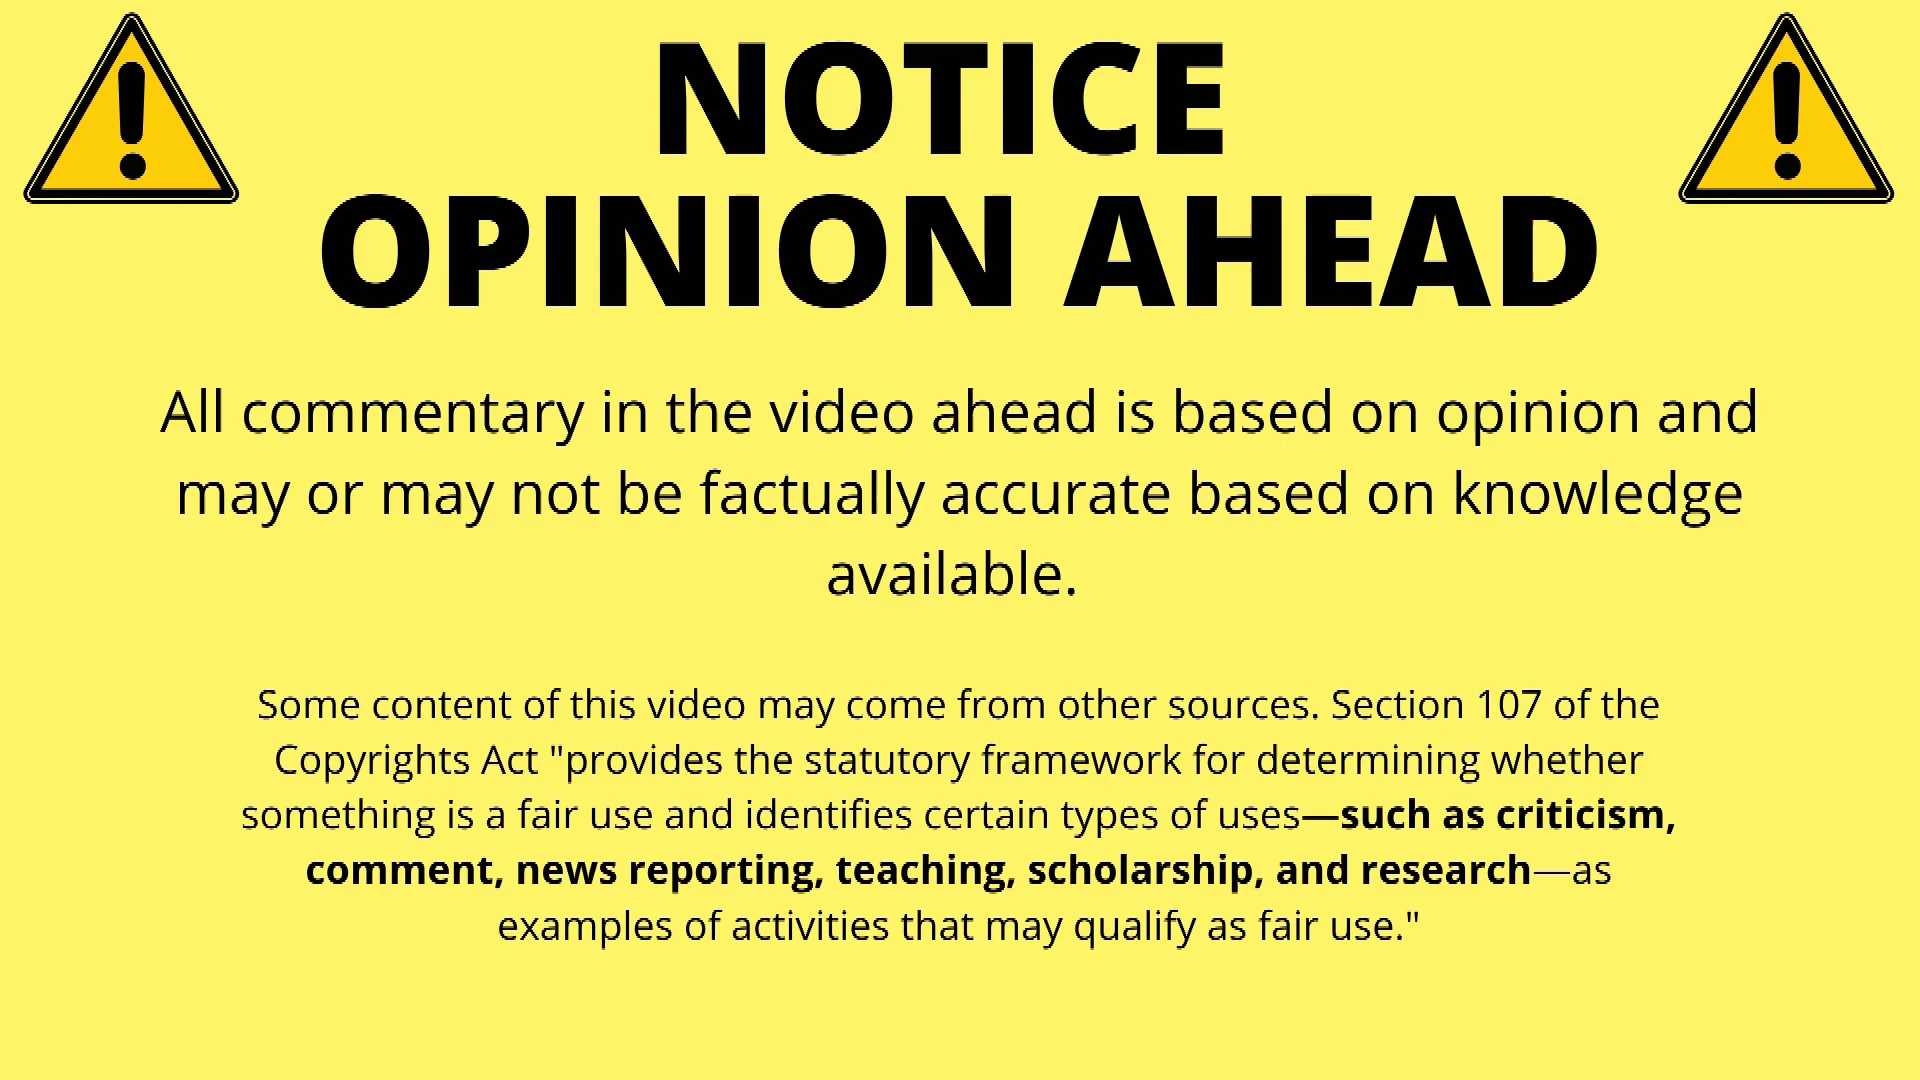 NOTICE
OPINION AHEAD
All commentary in the video ahead is based on opinion and
may or may not be factually accurate based on knowledge
available.
Some content of this video may come from other sources. Section 107 of the
Copyrights Act "provides the statutory framework for determining whether
something is a fair use and identifies certain types of uses—such as criticism,
comment, news reporting, teaching, scholarship, and research—as
examples of activities that may qualify as fair use."